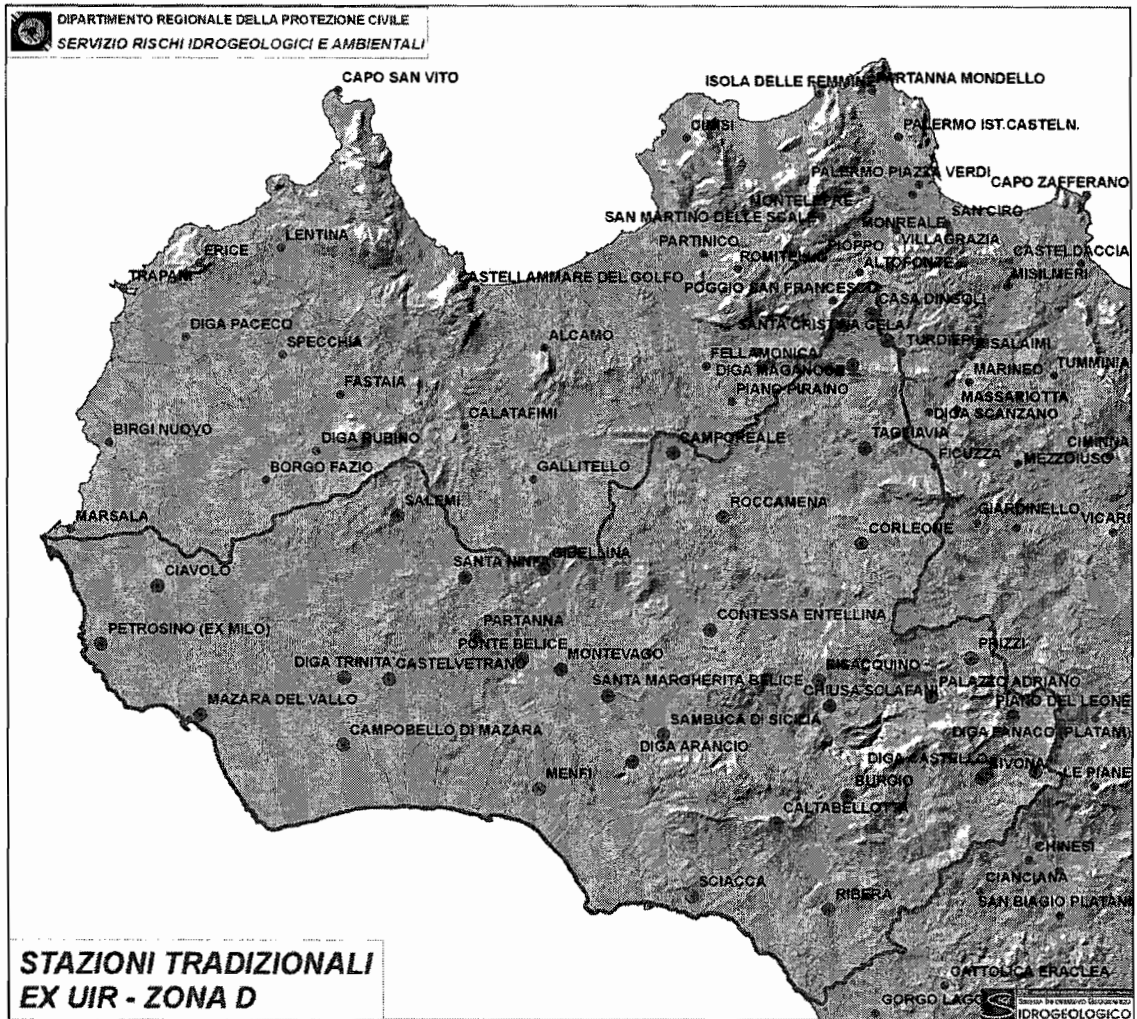 DIPARTIMENTO REGIONALE DELLA PROTEZIONE CIVILE
SERVIZIO RISCHI IDROGEOLOGICI E AMBIENTALI
CAPO SAN VITO
ISOLA DELLE FEMMINE
PARTANNA MONDELLO
CINISI
PALERMO IST.CASTELN.
PALERMO PIAZZA VERDI
CAPO ZAFFERANO
MONTELEPRE
SAN MARTINO DELLE SCALE
MONREALE
SAN CIRO
LENTINA
ERICE
PARTINICO
PIOPPO
VILLAGRAZIA
CASTELDACCIA
TRAPANI
CASTELLAMMARE DEL GOLFO
ALTOFONTE
MISILMERI
POGGIO SAN FRANCESCO
CASA DINGOLI
DIGA PACECO
SANTA CRISTINA GELA
SPECCHIA
ALCAMO
FELLAMONICA
RISALAIMI
DIGA MAGANOCE
MARINEO
TUMMINIA
FASTAIA
PIANO PIRAINO
MASSARIOTTA
CALATAFIMI
DIGA SCANZANO
BIRGI NUOVO
DIGA RUBINO
CAMPOREALE
TAGLIAVIA
CIMINNA
BORGO FAZIO
GALLITELLO
FICUZZA
MEZZOJUSO
SALEMI
ROCCAMENA
MARSALA
CORLEONE
GIARDINELLO
VICARI
GIBELLINA
CIAVOLO
SANTA NINFA
PARTANNA
CONTESSA ENTELLINA
PETROSINO (EX MILO)
PONTE BELICE
MONTEVAGO
PRIZZI
DIGA TRINITA'
CASTELVETRANO
BISACQUINO
SANTA MARGHERITA BELICE
PALAZZO ADRIANO
CHIUSA SCLAFANI
MAZARA DEL VALLO
PIANO DEL LEONE
CAMPOBELLO DI MAZARA
SAMBUCA DI SICILIA
DIGA FANACO (PLATANI)
DIGA ARANCIO
DIGA CASTELLO
BIVONA
LE PIANE
MENFI
BURGIO
CALTABELLOTTA
CHINESI
SCIACCA
CIANCIANA
RIBERA
SAN BIAGIO PLATANI
STAZIONI TRADIZIONALI
EX UIR - ZONA D
CATTOLICA ERACLEA
GORGO LAGO
IDROGEOLOGICO